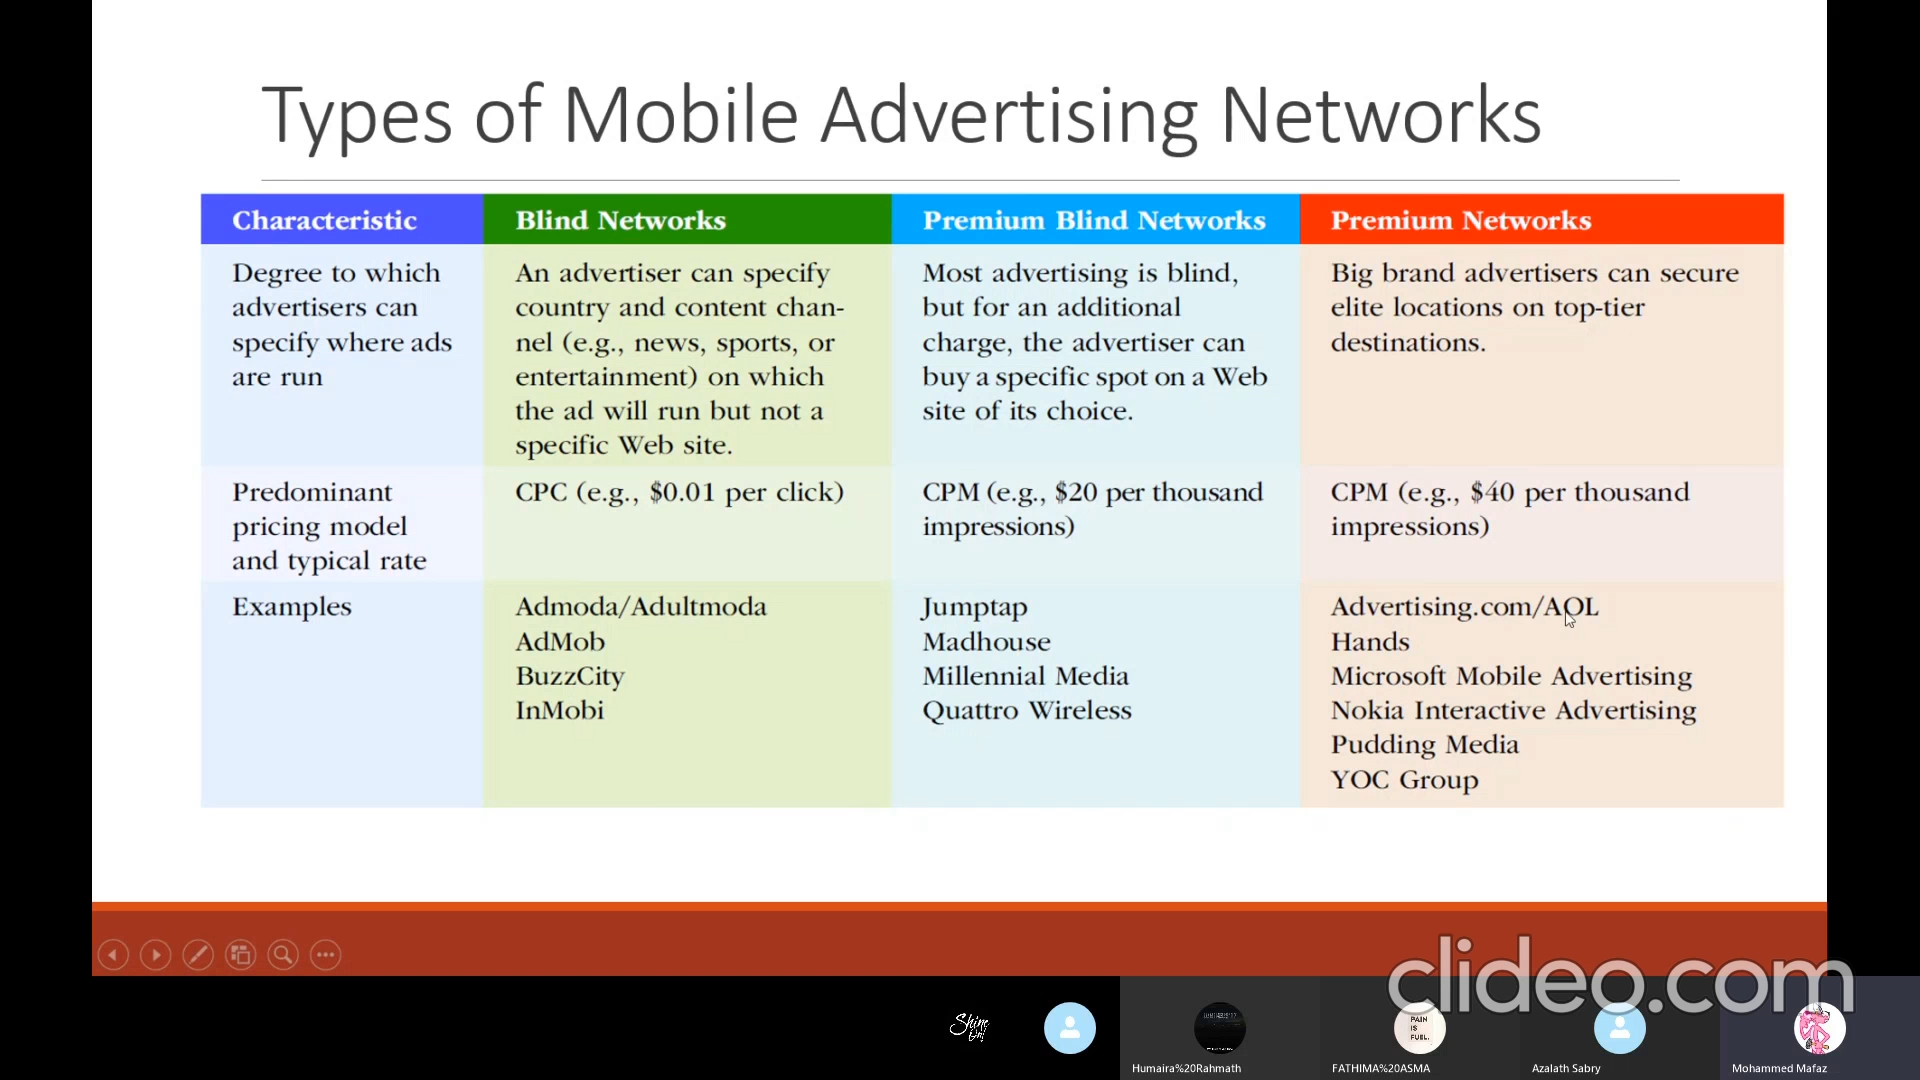 Types of Mobile Advertising Networks
Characteristic
Blind Networks
Premium Blind Networks
Premium Networks
Degree to which
advertisers can
specify where ads
are run
An advertiser can specify
country and content chan-
nel (e.g., news, sports, or
entertainment) on which
the ad will run but not a
specific Web site.
Most advertising is blind,
but for an additional
charge, the advertiser can
buy a specific spot on a Web
site of its choice.
Big brand advertisers can secure
elite locations on top-tier
destinations.
Predominant
pricing model
and typical rate
CPC (e.g., $0.01 per click)
CPM (e.g., $20 per thousand
impressions)
CPM (e.g., $40 per thousand
impressions)
Examples
Admoda/Adultmoda
AdMob
BuzzCity
InMobi
Jumptap
Madhouse
Millennial Media
Quattro Wireless
Advertising.com/AOL
Hands
Microsoft Mobile Advertising
Nokia Interactive Advertising
Pudding Media
YOC Group
clideo.com
Shine
PAIN
IS
FUEL.
Humaira%20Rahmath
FATHIMA%20ASMA
Azalath Sabry
Mohammed Mafaz